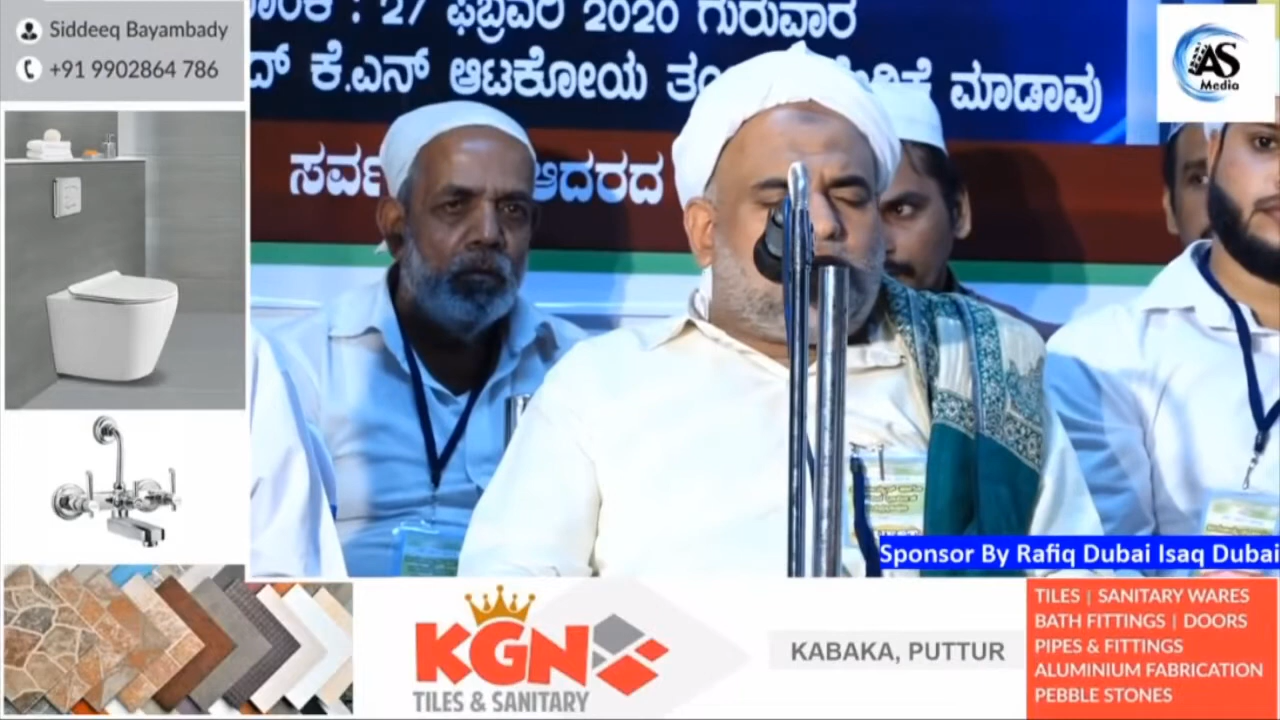 Siddeeq Bayambady
+91 9902864 786
: 27 ಫೆಬ್ರವರಿ 2020 ಗುರುವಾರ
ಕೆ.ಎನ್ ಆಟಕೋಯ
ಮಾಡಾವು
ಆದರದ
AS
Media
Sponsor By Rafiq Dubai Isaq Dubai
KGN
TILES & SANITARY
KABAKA, PUTTUR
TILES | SANITARY WARES
BATH FITTINGS | DOORS
PIPES & FITTINGS
ALUMINIUM FABRICATION
PEBBLE STONES